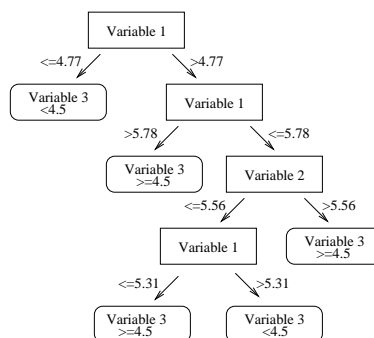 Variable 1
<=4.77
>4.77
Variable 3
<4.5
Variable 1
>5.78
<=5.78
Variable 3
>=4.5
Variable 2
<=5.56
>5.56
Variable 1
Variable 3
>=4.5
<=5.31
>5.31
Variable 3
>=4.5
Variable 3
<4.5